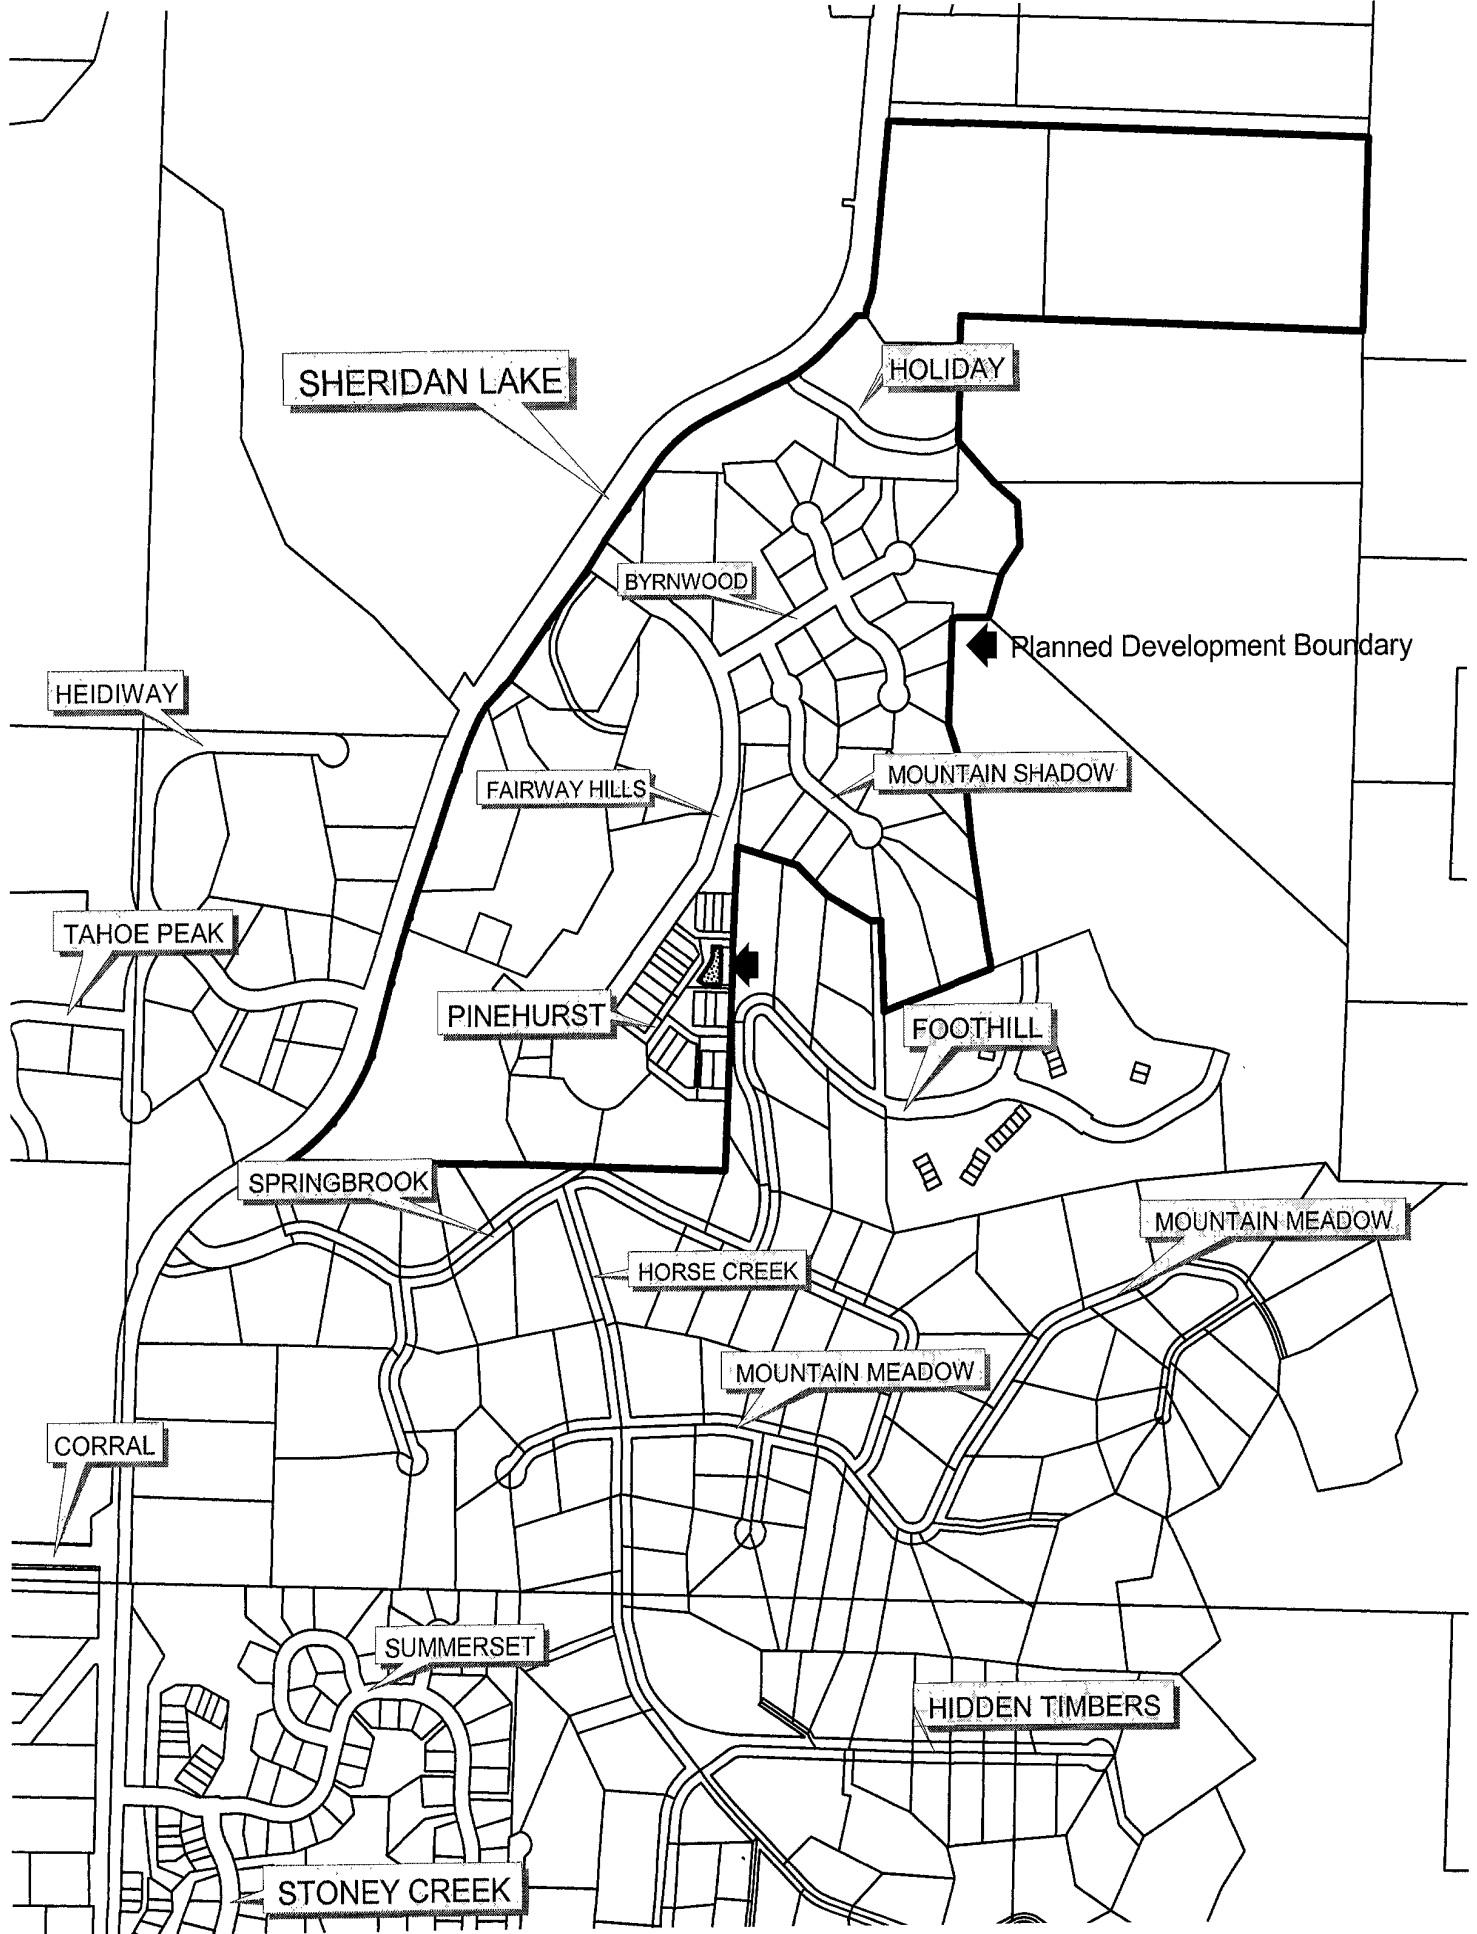 HOLIDAY
SHERIDAN LAKE
BYRNWOOD
Planned Development Boundary
HEIDIWAY
MOUNTAIN SHADOW
FAIRWAY HILLS
TAHOE PEAK
PINEHURST
FOOTHILL
SPRINGBROOK
MOUNTAIN MEADOW
HORSE CREEK
MOUNTAIN MEADOW
CORRAL
SUMMERSET
HIDDEN TIMBERS
STONEY CREEK